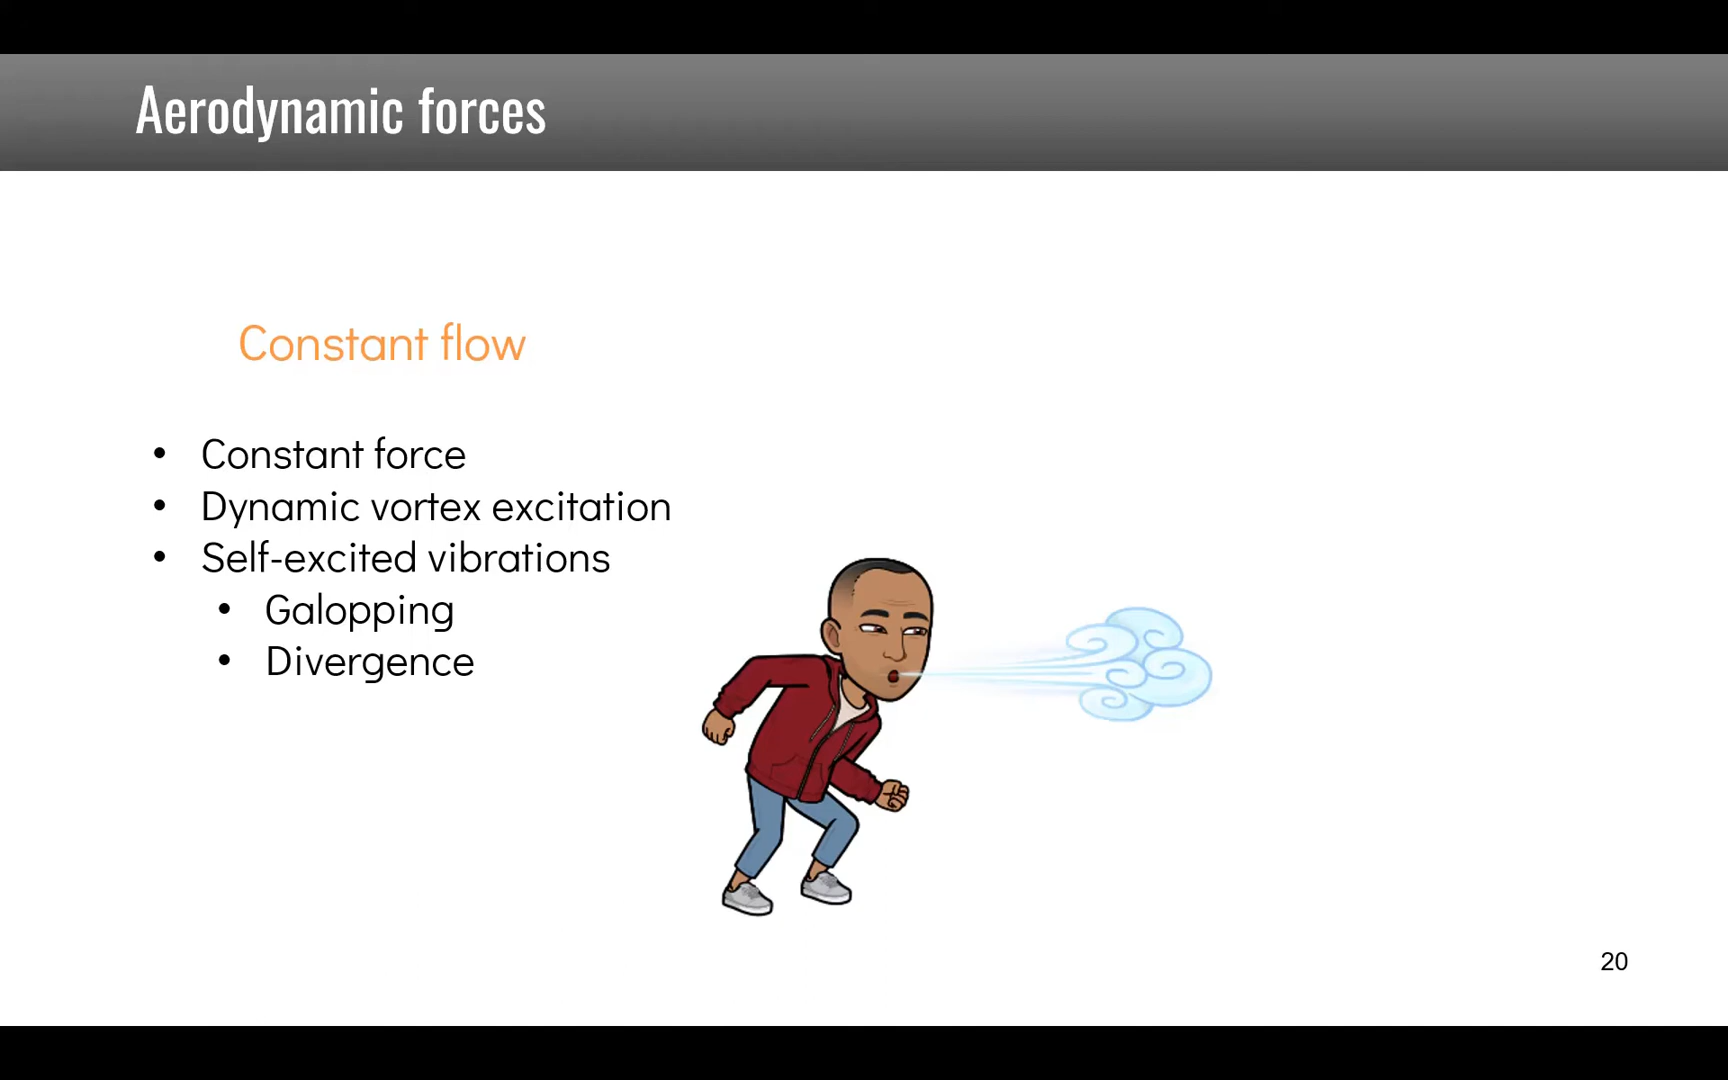 Aerodynamic forces
Constant flow
• Constant force
• Dynamic vortex excitation
• Self-excited vibrations
• Galopping
• Divergence
20